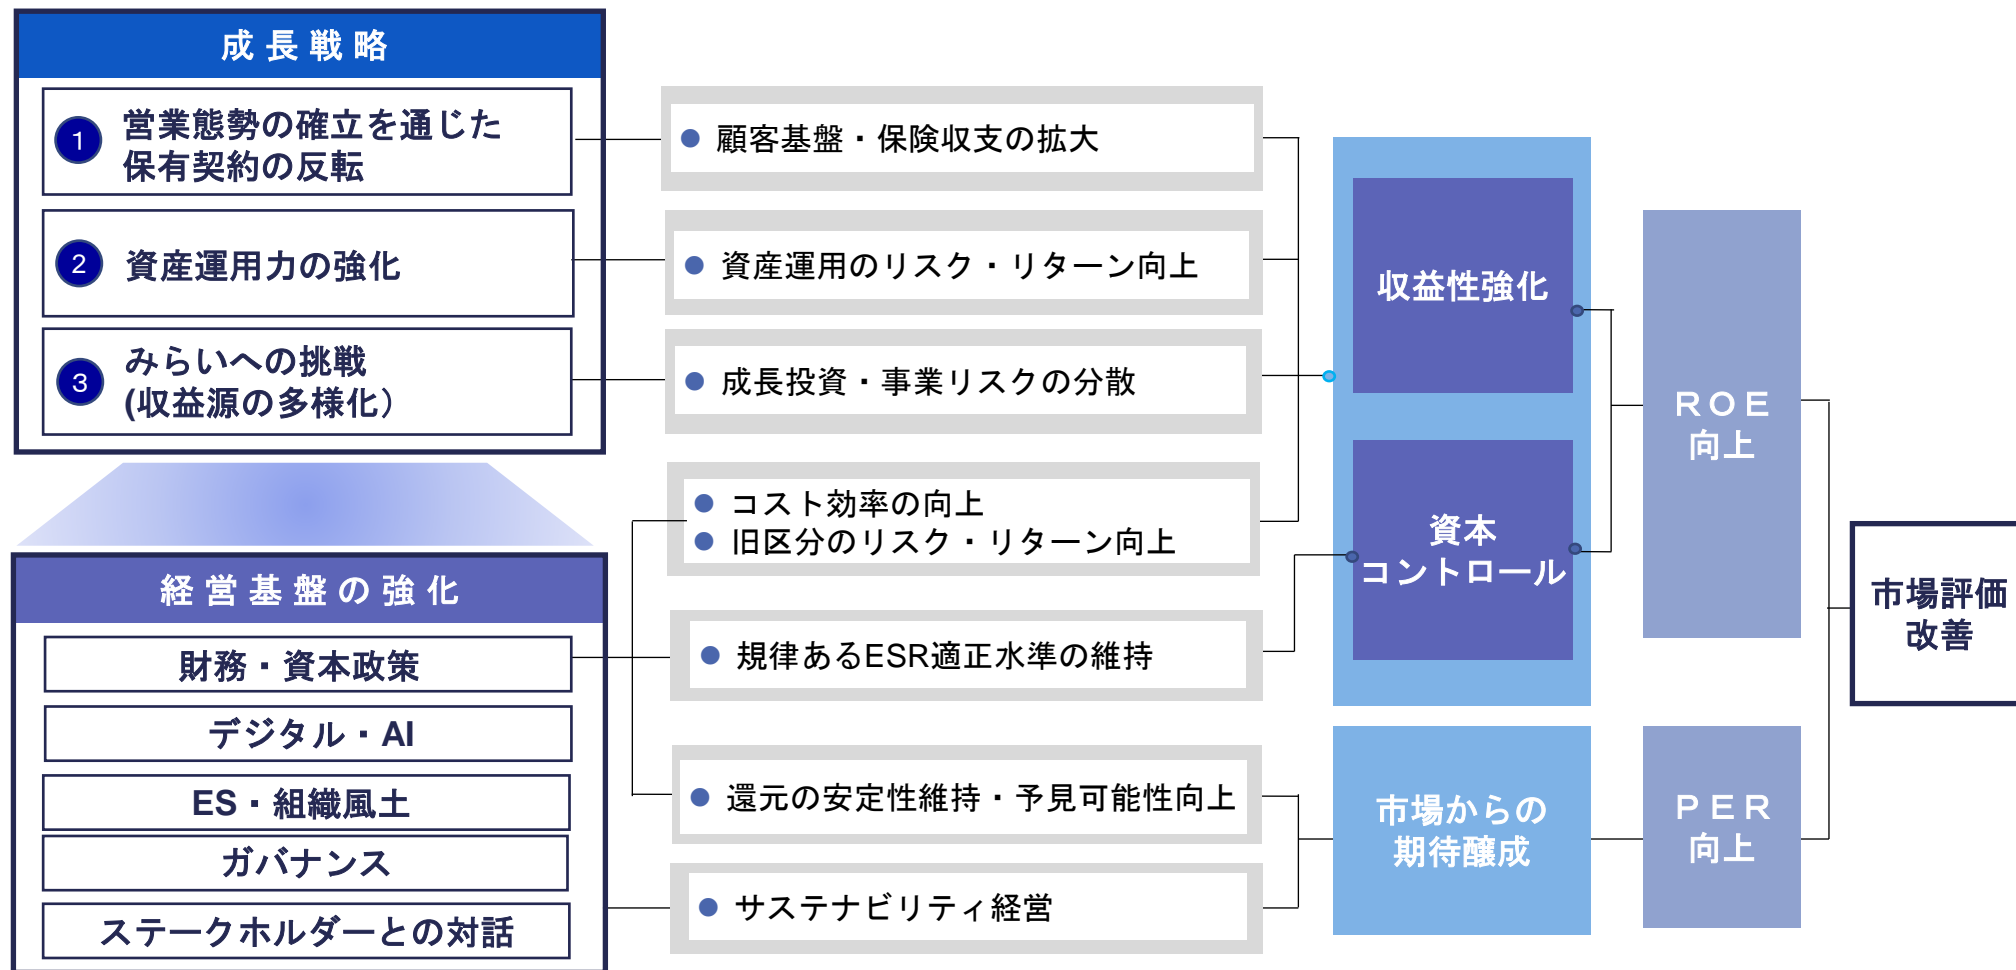 成長戦略
1
営業態勢の確立を通じた
保有契約の反転
2
資産運用力の強化
3
みらいへの挑戦
(収益源の多様化）
経営基盤の強化
財務・資本政策
デジタル・AI
ES・組織風土
ガバナンス
ステークホルダーとの対話
● 顧客基盤・保険収支の拡大
● 資産運用のリスク・リターン向上
● 成長投資・事業リスクの分散
● コスト効率の向上
● 旧区分のリスク・リターン向上
● 規律あるESR適正水準の維持
● 還元の安定性維持・予見可能性向上
● サステナビリティ経営
収益性強化
資本
コントロール
市場からの
期待醸成
ＲＯＥ
向上
ＰＥＲ
向上
市場評価
改善